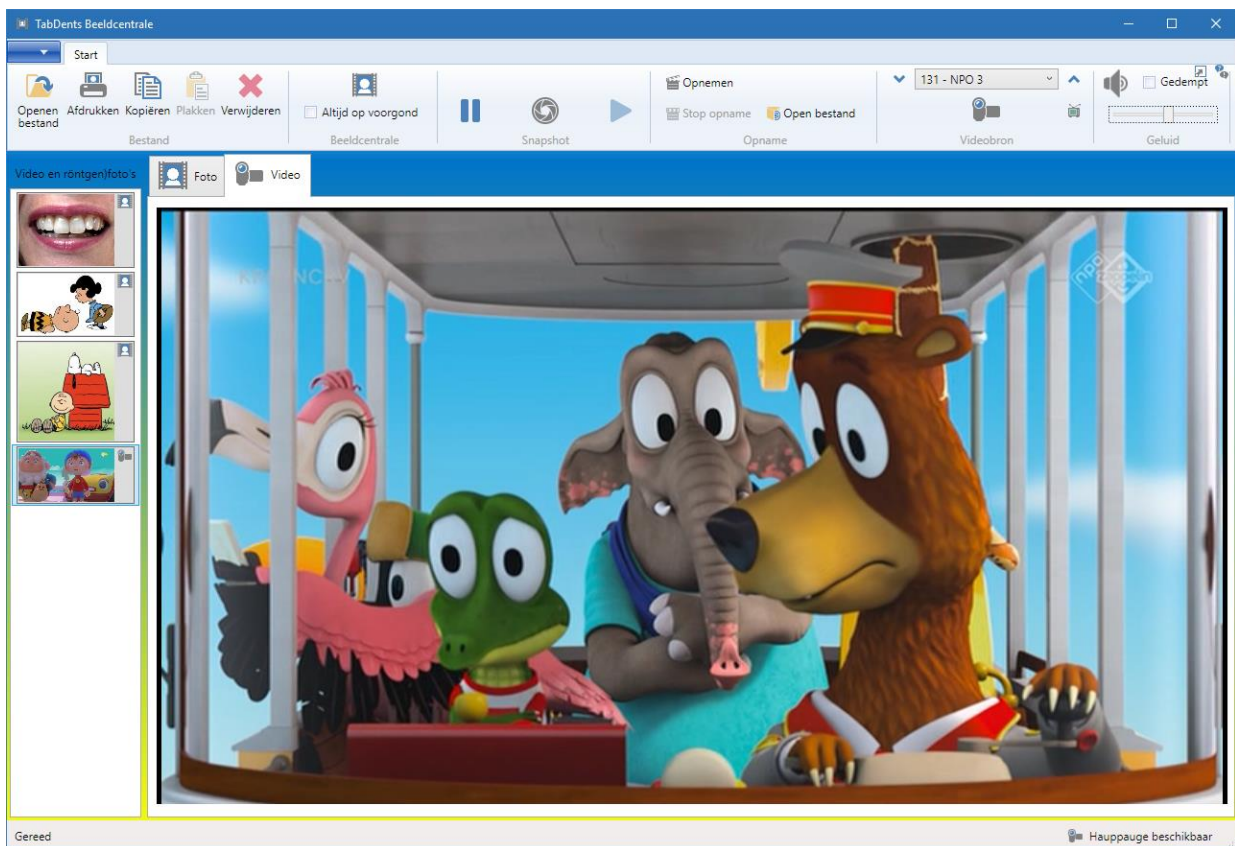 TabDents Beeldcentrale
Start
Openen bestand
Afdrukken
Kopiëren
Plakken
Verwijderen
Bestand
Altijd op voorgond
Beeldcentrale
Snapshot
Opnemen
Stop opname
Open bestand
Opname
131 - NPO 3
Videobron
Gedempt
Geluid
Video en röntgen)foto's
Foto
Video
npo
Gereed
Hauppauge beschikbaar